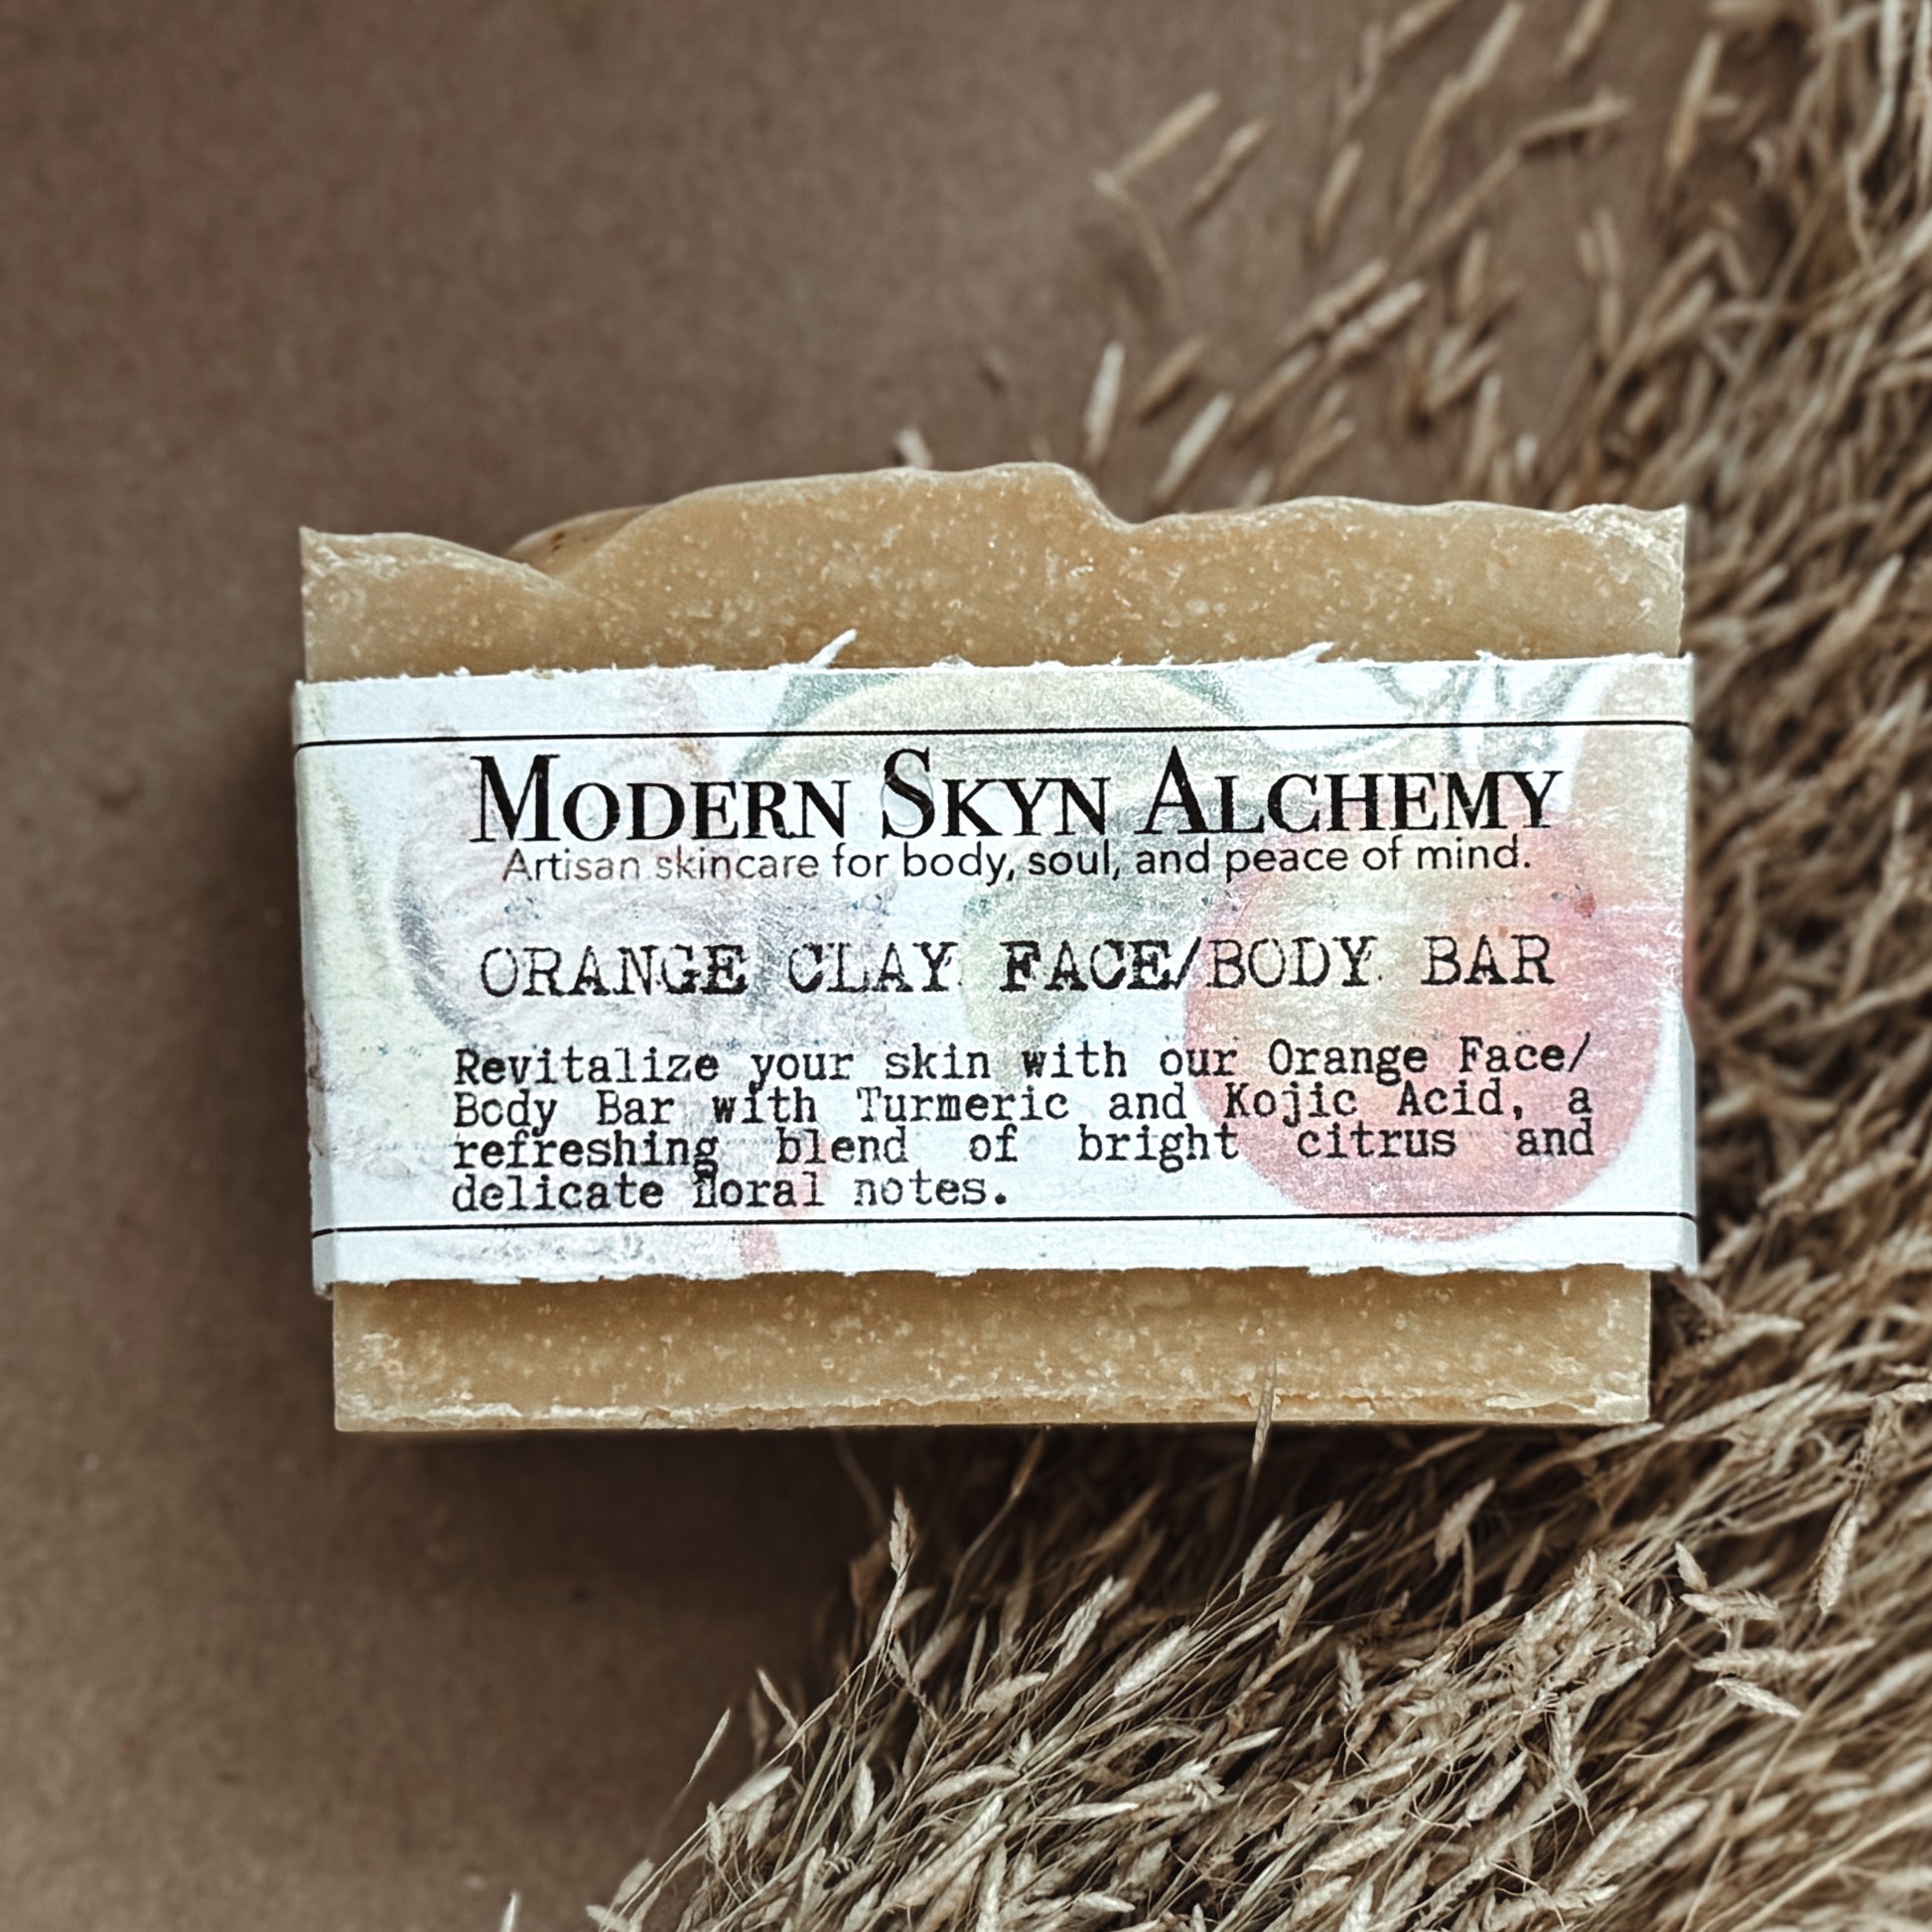 MODERN SKYN ALCHEMY
Artisan skincare for body, soul, and peace of mind.
ORANGE CLAY FACE/BODY BAR
Revitalize your skin with our Orange Face/
Body Bar with Turmeric and Kojic Acid, a
refreshing blend of bright citrus and
delicate floral notes.